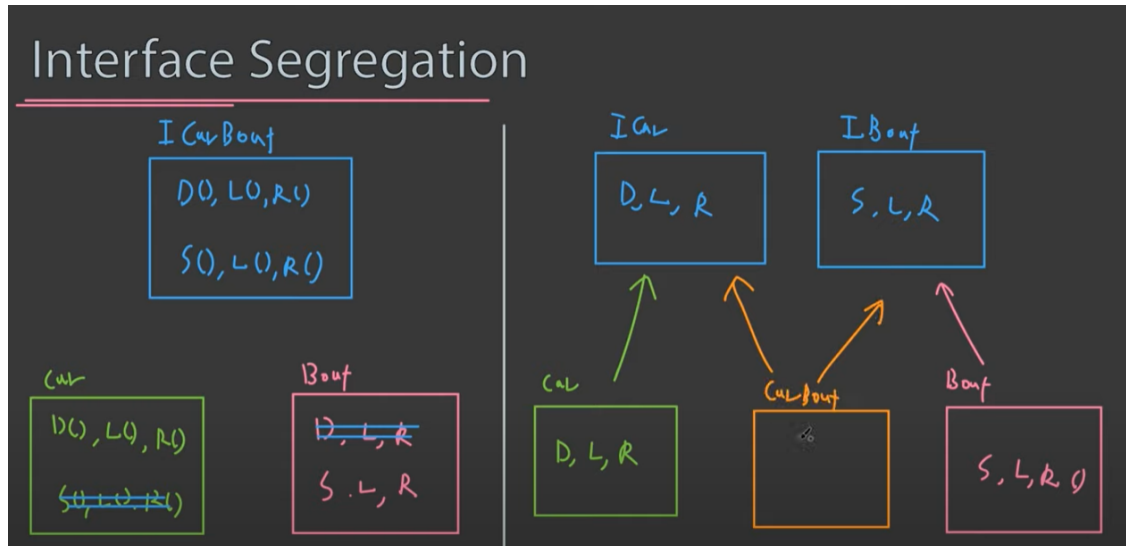 Interface Segregation
ICarBoat
D(), L(), R()
S(), L(), R()
Car
D(), L(), R()
S(), L(), R()
Boat
D, L, R
S. L, R
ICar
D, L, R
IBoat
S, L, R
Car
D, L, R
CarBoat
Boat
S, L, R ()